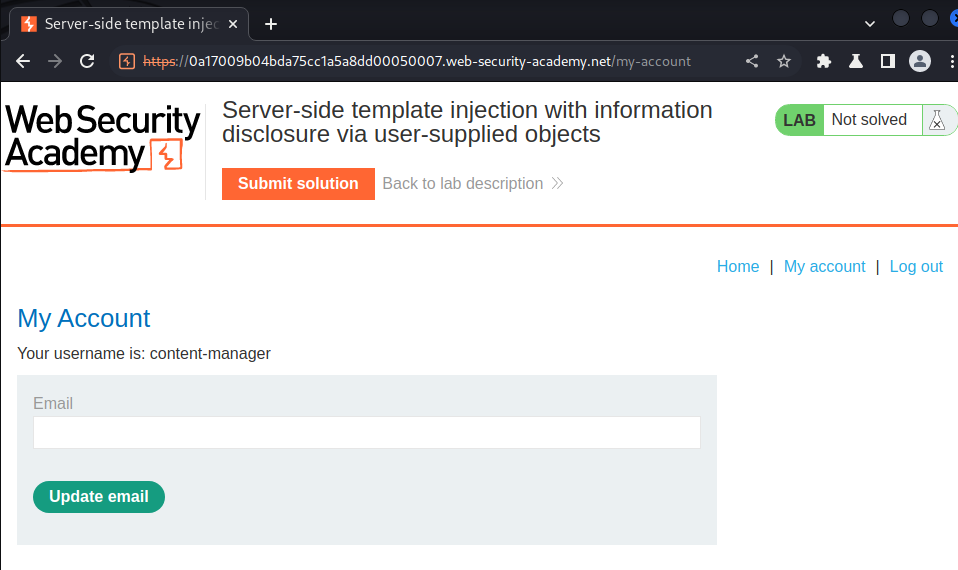 Server-side template injec
https://0a17009b04bda75cc1a5a8dd00050007.web-security-academy.net/my-account
Web Security
Academy
Server-side template injection with information
disclosure via user-supplied objects
LAB Not solved
Submit solution Back to lab description
Home | My account | Log out
My Account
Your username is: content-manager
Email
Update email